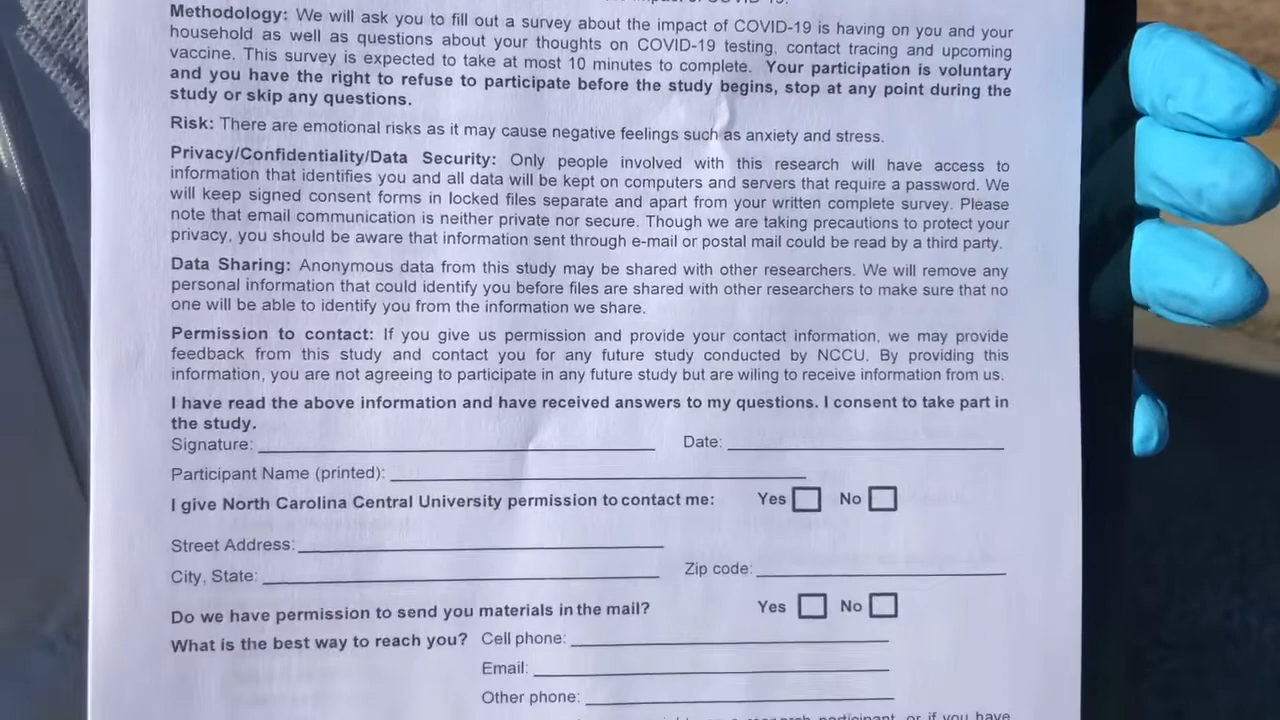 Methodology: We will ask you to fill out a survey about the impact of COVID-19 is having on you and your
household as well as questions about your thoughts on COVID-19 testing, contact tracing and upcoming
vaccine. This survey is expected to take at most 10 minutes to complete. Your participation is voluntary
and you have the right to refuse to participate before the study begins, stop at any point during the
study or skip any questions.
Risk: There are emotional risks as it may cause negative feelings such as anxiety and stress.
Privacy/Confidentiality/Data Security: Only people involved with this research will have access to
information that identifies you and all data will be kept on computers and servers that require a password. We
will keep signed consent forms in locked files separate and apart from your written complete survey. Please
note that email communication is neither private nor secure. Though we are taking precautions to protect your
privacy, you should be aware that information sent through e-mail or postal mail could be read by a third party.
Data Sharing: Anonymous data from this study may be shared with other researchers. We will remove any
personal information that could identify you before files are shared with other researchers to make sure that no
one will be able to identify you from the information we share.
Permission to contact: If you give us permission and provide your contact information, we may provide
feedback from this study and contact you for any future study conducted by NCCU. By providing this
information, you are not agreeing to participate in any future study but are wiling to receive information from us.
I have read the above information and have received answers to my questions. I consent to take part in
the study.
Signature: Date:
Participant Name (printed):
I give North Carolina Central University permission to contact me: Yes No
Street Address:
City, State: Zip code:
Do we have permission to send you materials in the mail? Yes No
What is the best way to reach you? Cell phone:
Email:
Other phone:
research participant, or if you have